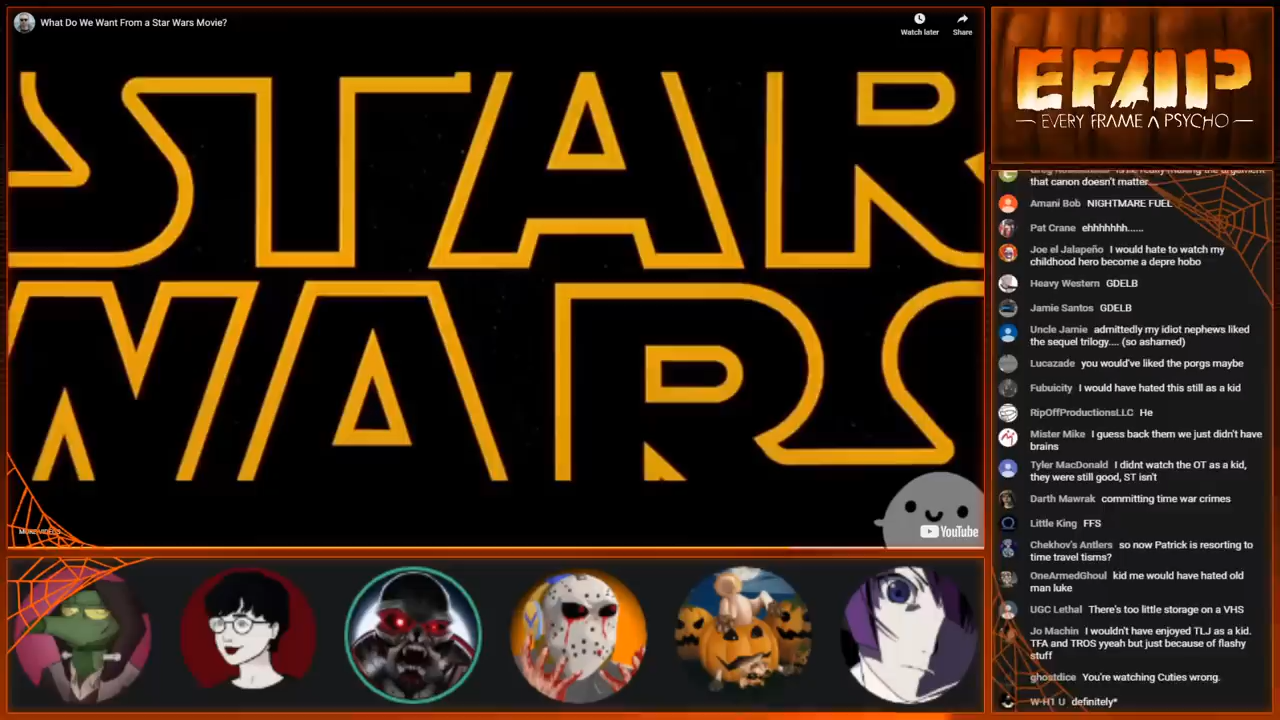 What Do We Want From a Star Wars Movie?
Watch later
Share
STAR
WARS
YouTube
EFAP
EVERY FRAME A PSYCHO
that canon doesn't matter
Amani Bob NIGHTMARE FUEL
Pat Crane ehhhhhh......
Joe el Jalapeño I would hate to watch my
childhood hero become a depre hobo
Heavy Western GDELB
Jamie Santos GDELB
Uncle Jamie admittedly my idiot nephews liked
the sequel trilogy.... (so ashamed)
Lucazade you would've liked the porgs maybe
Fubuicity I would have hated this still as a kid
RipOffProductionsLLC He
Mister Mike I guess back them we just didn't have
brains
Tyler MacDonald I didnt watch the OT as a kid,
they were still good, ST isn't
Darth Mawrak committing time war crimes
Little King FFS
Chekhov's Antlers so now Patrick is resorting to
time travel tisms?
OneArmedGhoul kid me would have hated old
man luke
UGC Lethal There's too little storage on a VHS
Jo Machin I wouldn't have enjoyed TLJ as a kid.
TFA and TROS yyeah but just because of flashy
stuff
ghostdice You're watching Cuties wrong.
W-H1 U definitely*